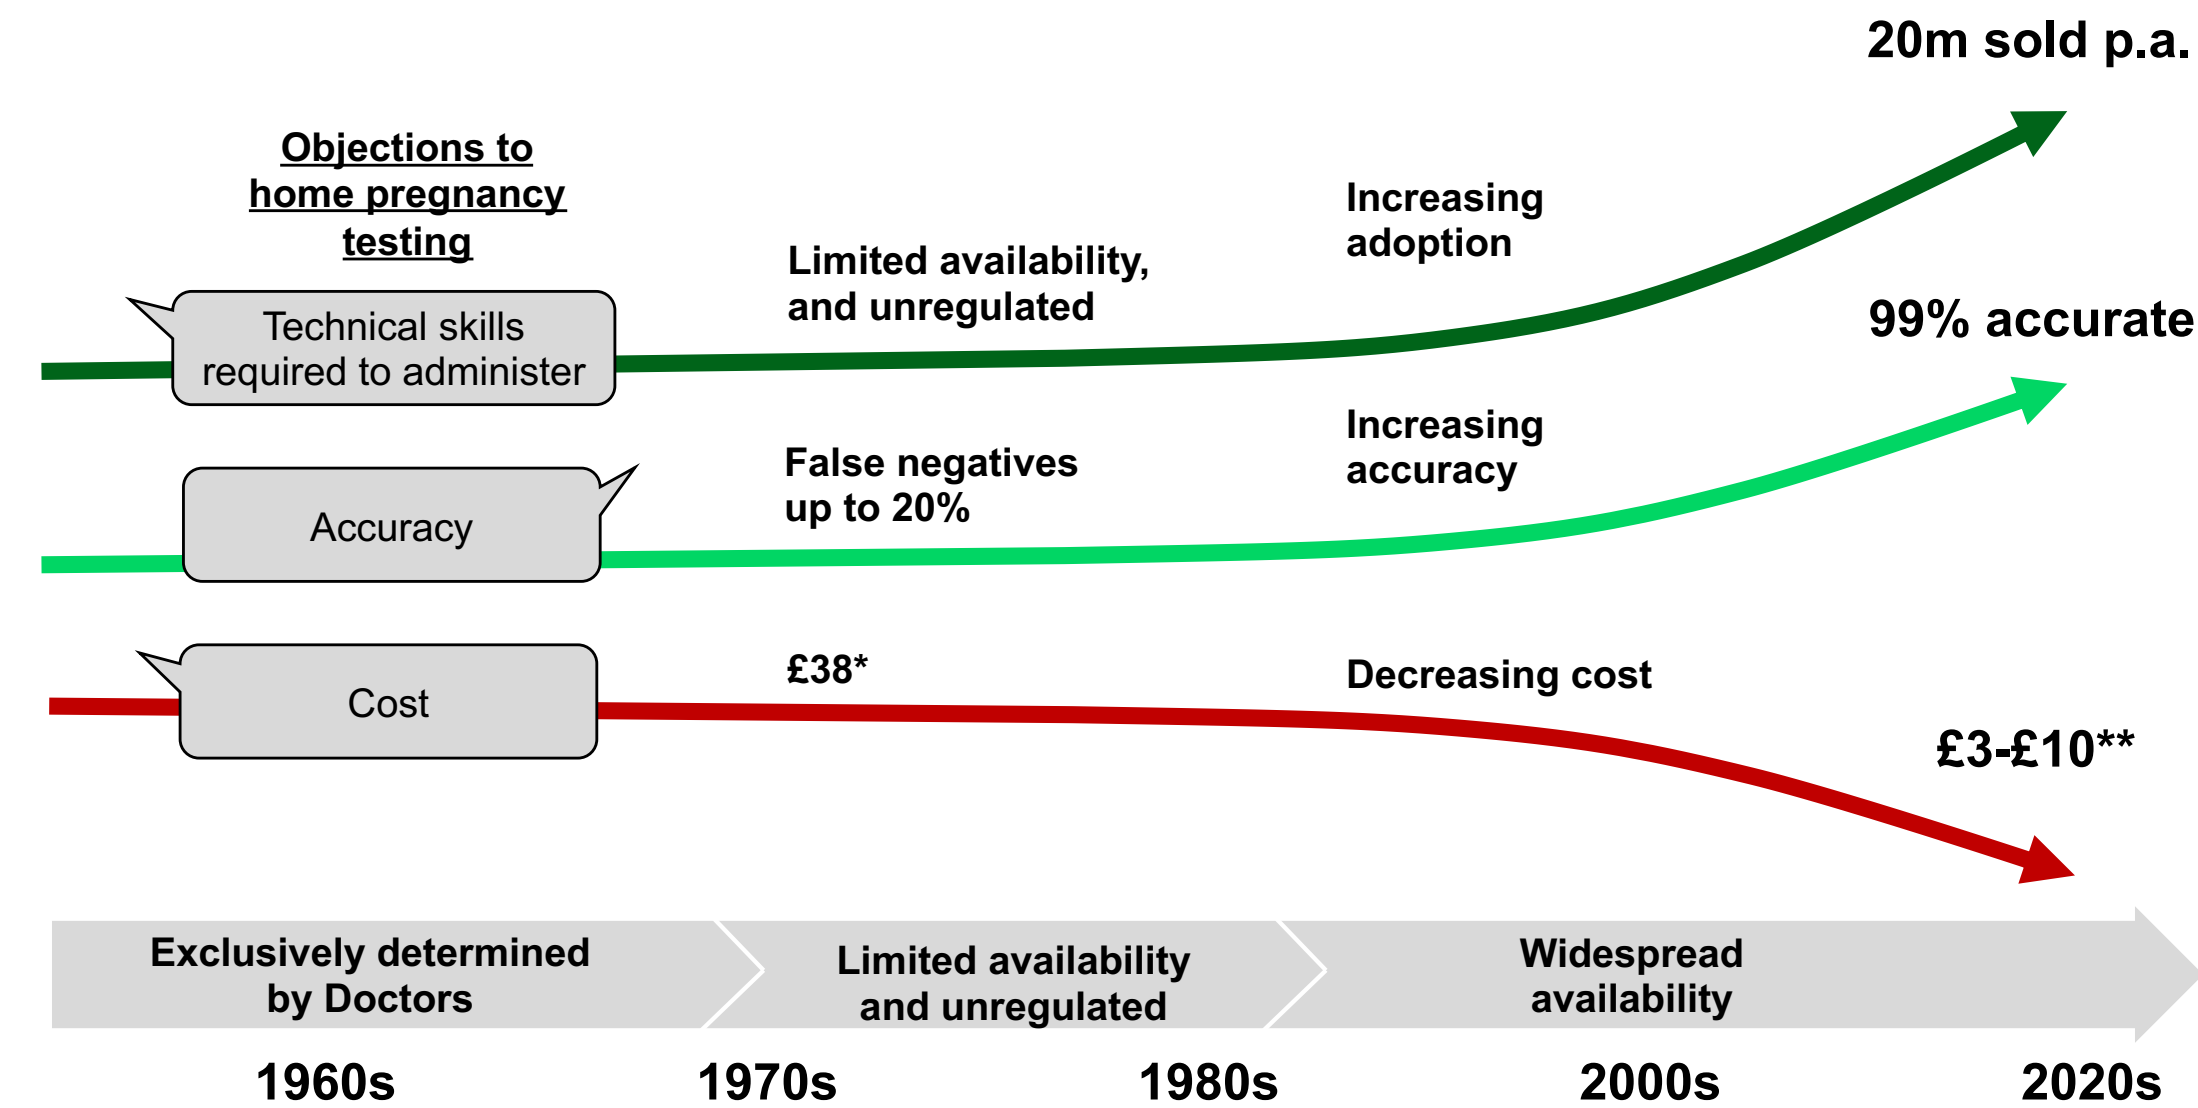 20m sold p.a.
Objections to
home pregnancy
testing
Technical skills
required to administer
Limited availability,
and unregulated
Increasing
adoption
99% accurate
Accuracy
False negatives
up to 20%
Increasing
accuracy
Cost
£38*
Decreasing cost
£3-£10**
Exclusively determined
by Doctors
Limited availability
and unregulated
Widespread
availability
1960s
1970s
1980s
2000s
2020s